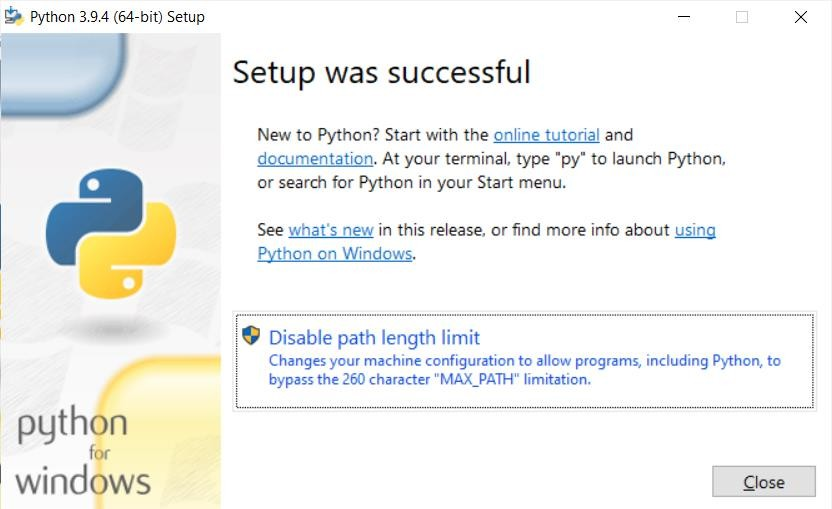 Python 3.9.4 (64-bit) Setup
Setup was successful
New to Python? Start with the online tutorial and
documentation. At your terminal, type "py" to launch Python,
or search for Python in your Start menu.
See what's new in this release, or find more info about using
Python on Windows.
Disable path length limit
Changes your machine configuration to allow programs, including Python, to
bypass the 260 character "MAX_PATH" limitation.
python
for
windows
Close